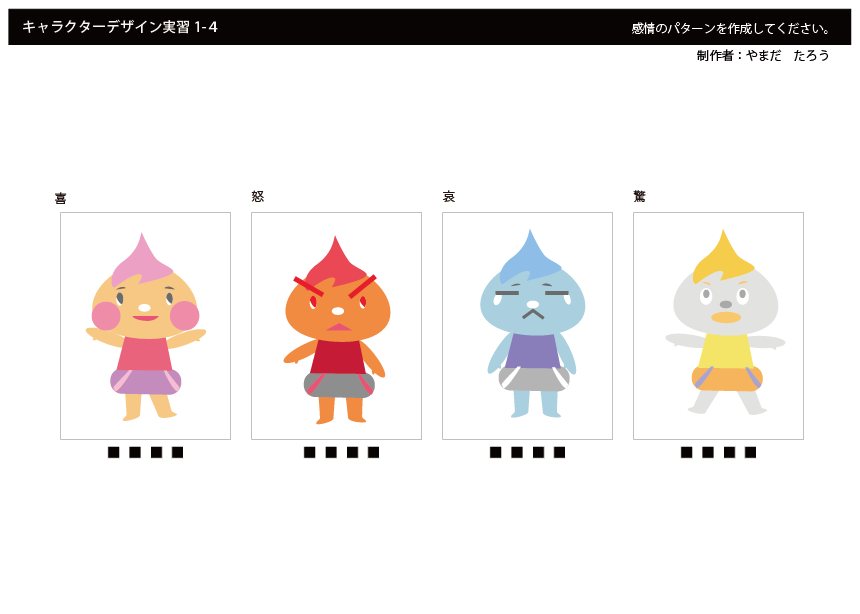 キャラクターデザイン実習 1-4
感情のパターンを作成してください。
制作者：やまだ　たろう
喜
怒
哀
驚
■ ■ ■ ■
■ ■ ■ ■
■ ■ ■ ■
■ ■ ■ ■